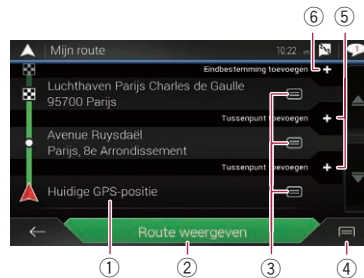 ⑥ ⑤
Mijn route 10:22
Eindbestemming toevoegen
Luchthaven Parijs Charles de Gaulle
95700 Parijs
Tussenpunt toevoegen
Avenue Ruysdaël
Parijs, 8e Arrondissement
Tussenpunt toevoegen
Huidige GPS-positie
Route weergeven
① ② ③ ④